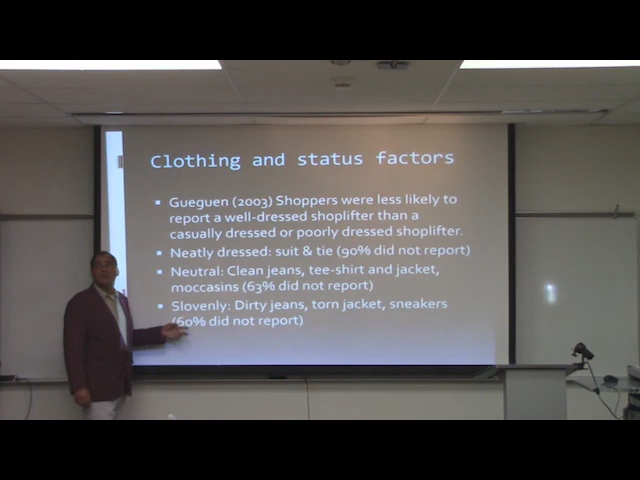 Clothing and status factors
▪ Gueguen (2003) Shoppers were less likely to
report a well-dressed shoplifter than a
casually dressed or poorly dressed shoplifter.
▪ Neatly dressed: suit & tie (90% did not report)
▪ Neutral: Clean jeans, tee-shirt and jacket,
moccasins (63% did not report)
▪ Slovenly: Dirty jeans, torn jacket, sneakers
(60% did not report)